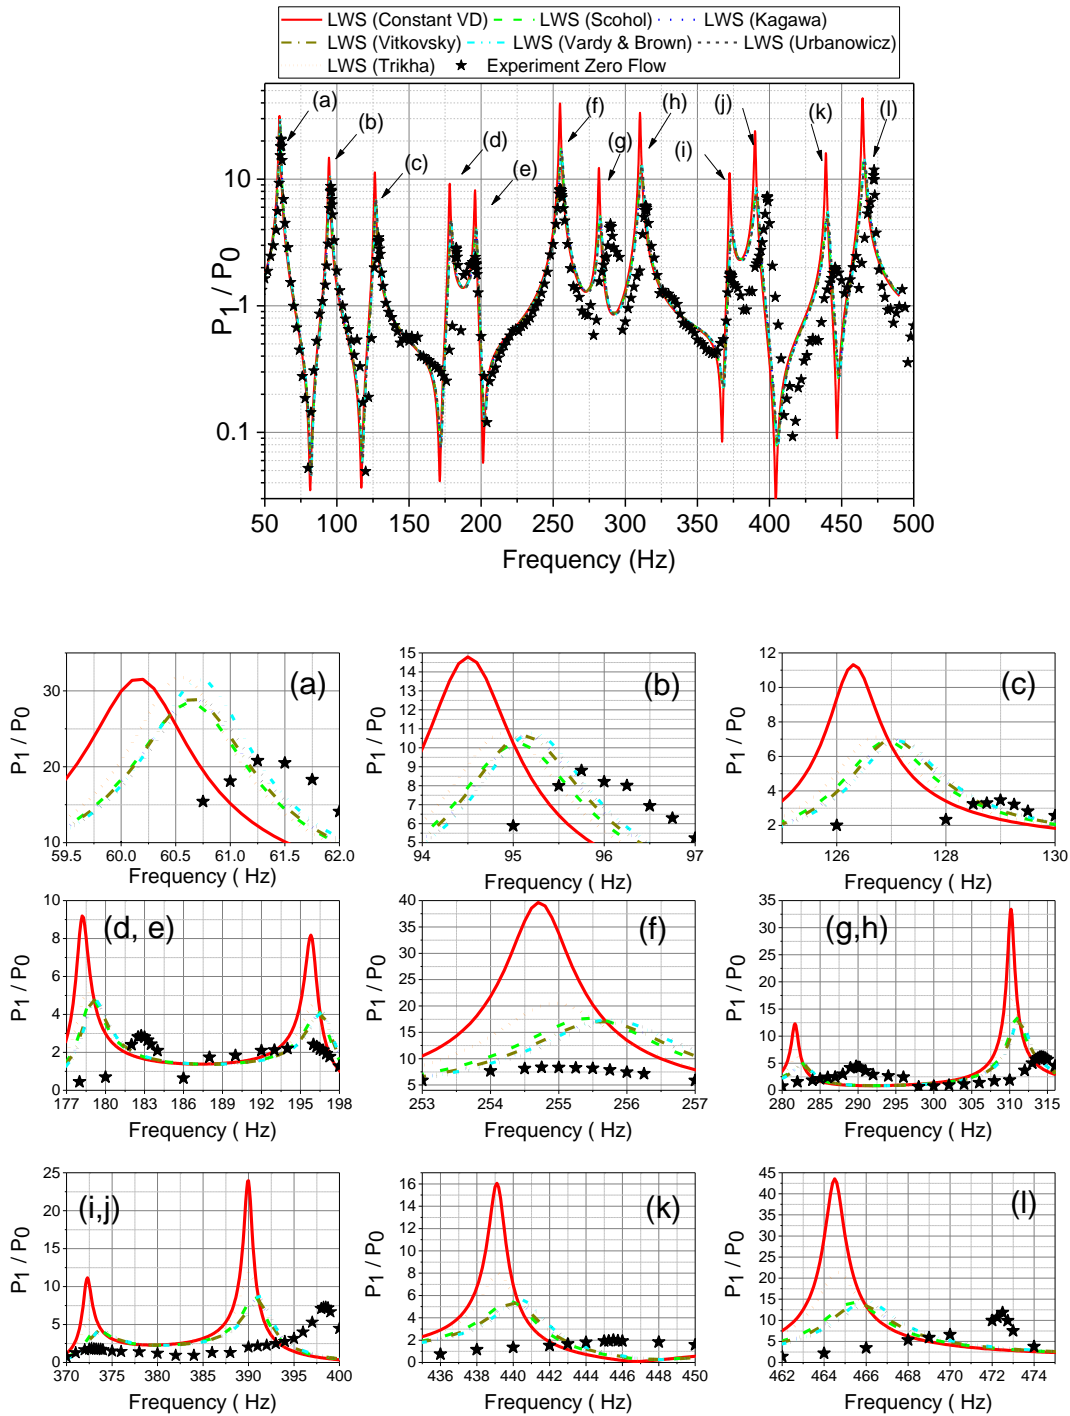 LWS (Constant VD) LWS (Scohol) LWS (Kagawa)
LWS (Vitkovsky) LWS (Vardy & Brown) LWS (Urbanowicz)
LWS (Trikha) Experiment Zero Flow
(a) (b) (c) (d) (e) (f) (g) (h) (i) (j) (k) (l)
P1 / P0
10
1
0.1
50 100 150 200 250 300 350 400 450 500
Frequency (Hz)
(a)
P1 / P0
30
20
10
59.5 60.0 60.5 61.0 61.5 62.0
Frequency ( Hz)
(b)
P1 / P0
15
14
13
12
11
10
9
8
7
6
5
94 95 96 97
Frequency ( Hz)
(c)
P1 / P0
12
10
8
6
4
2
126 128 130
Frequency ( Hz)
(d, e)
P1 / P0
10
8
6
4
2
0
177 180 183 186 189 192 195 198
Frequency ( Hz)
(f)
P1 / P0
40
35
30
25
20
15
10
5
253 254 255 256 257
Frequency ( Hz)
(g,h)
P1 / P0
35
30
25
20
15
10
5
0
280 285 290 295 300 305 310 315
Frequency ( Hz)
(i,j)
P1 / P0
25
20
15
10
5
0
370 375 380 385 390 395 400
Frequency ( Hz)
(k)
P1 / P0
16
14
12
10
8
6
4
2
0
436 438 440 442 444 446 448 450
Frequency ( Hz)
(l)
P1 / P0
45
40
35
30
25
20
15
10
5
0
462 464 466 468 470 472 474
Frequency ( Hz)